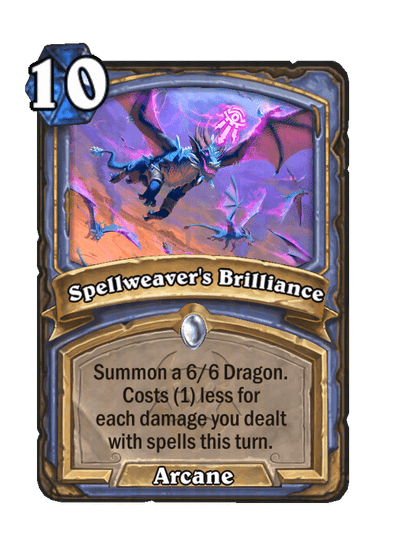 10
Spellweaver's Brilliance
Summon a 6/6 Dragon.
Costs (1) less for
each damage you dealt
with spells this turn.
Arcane